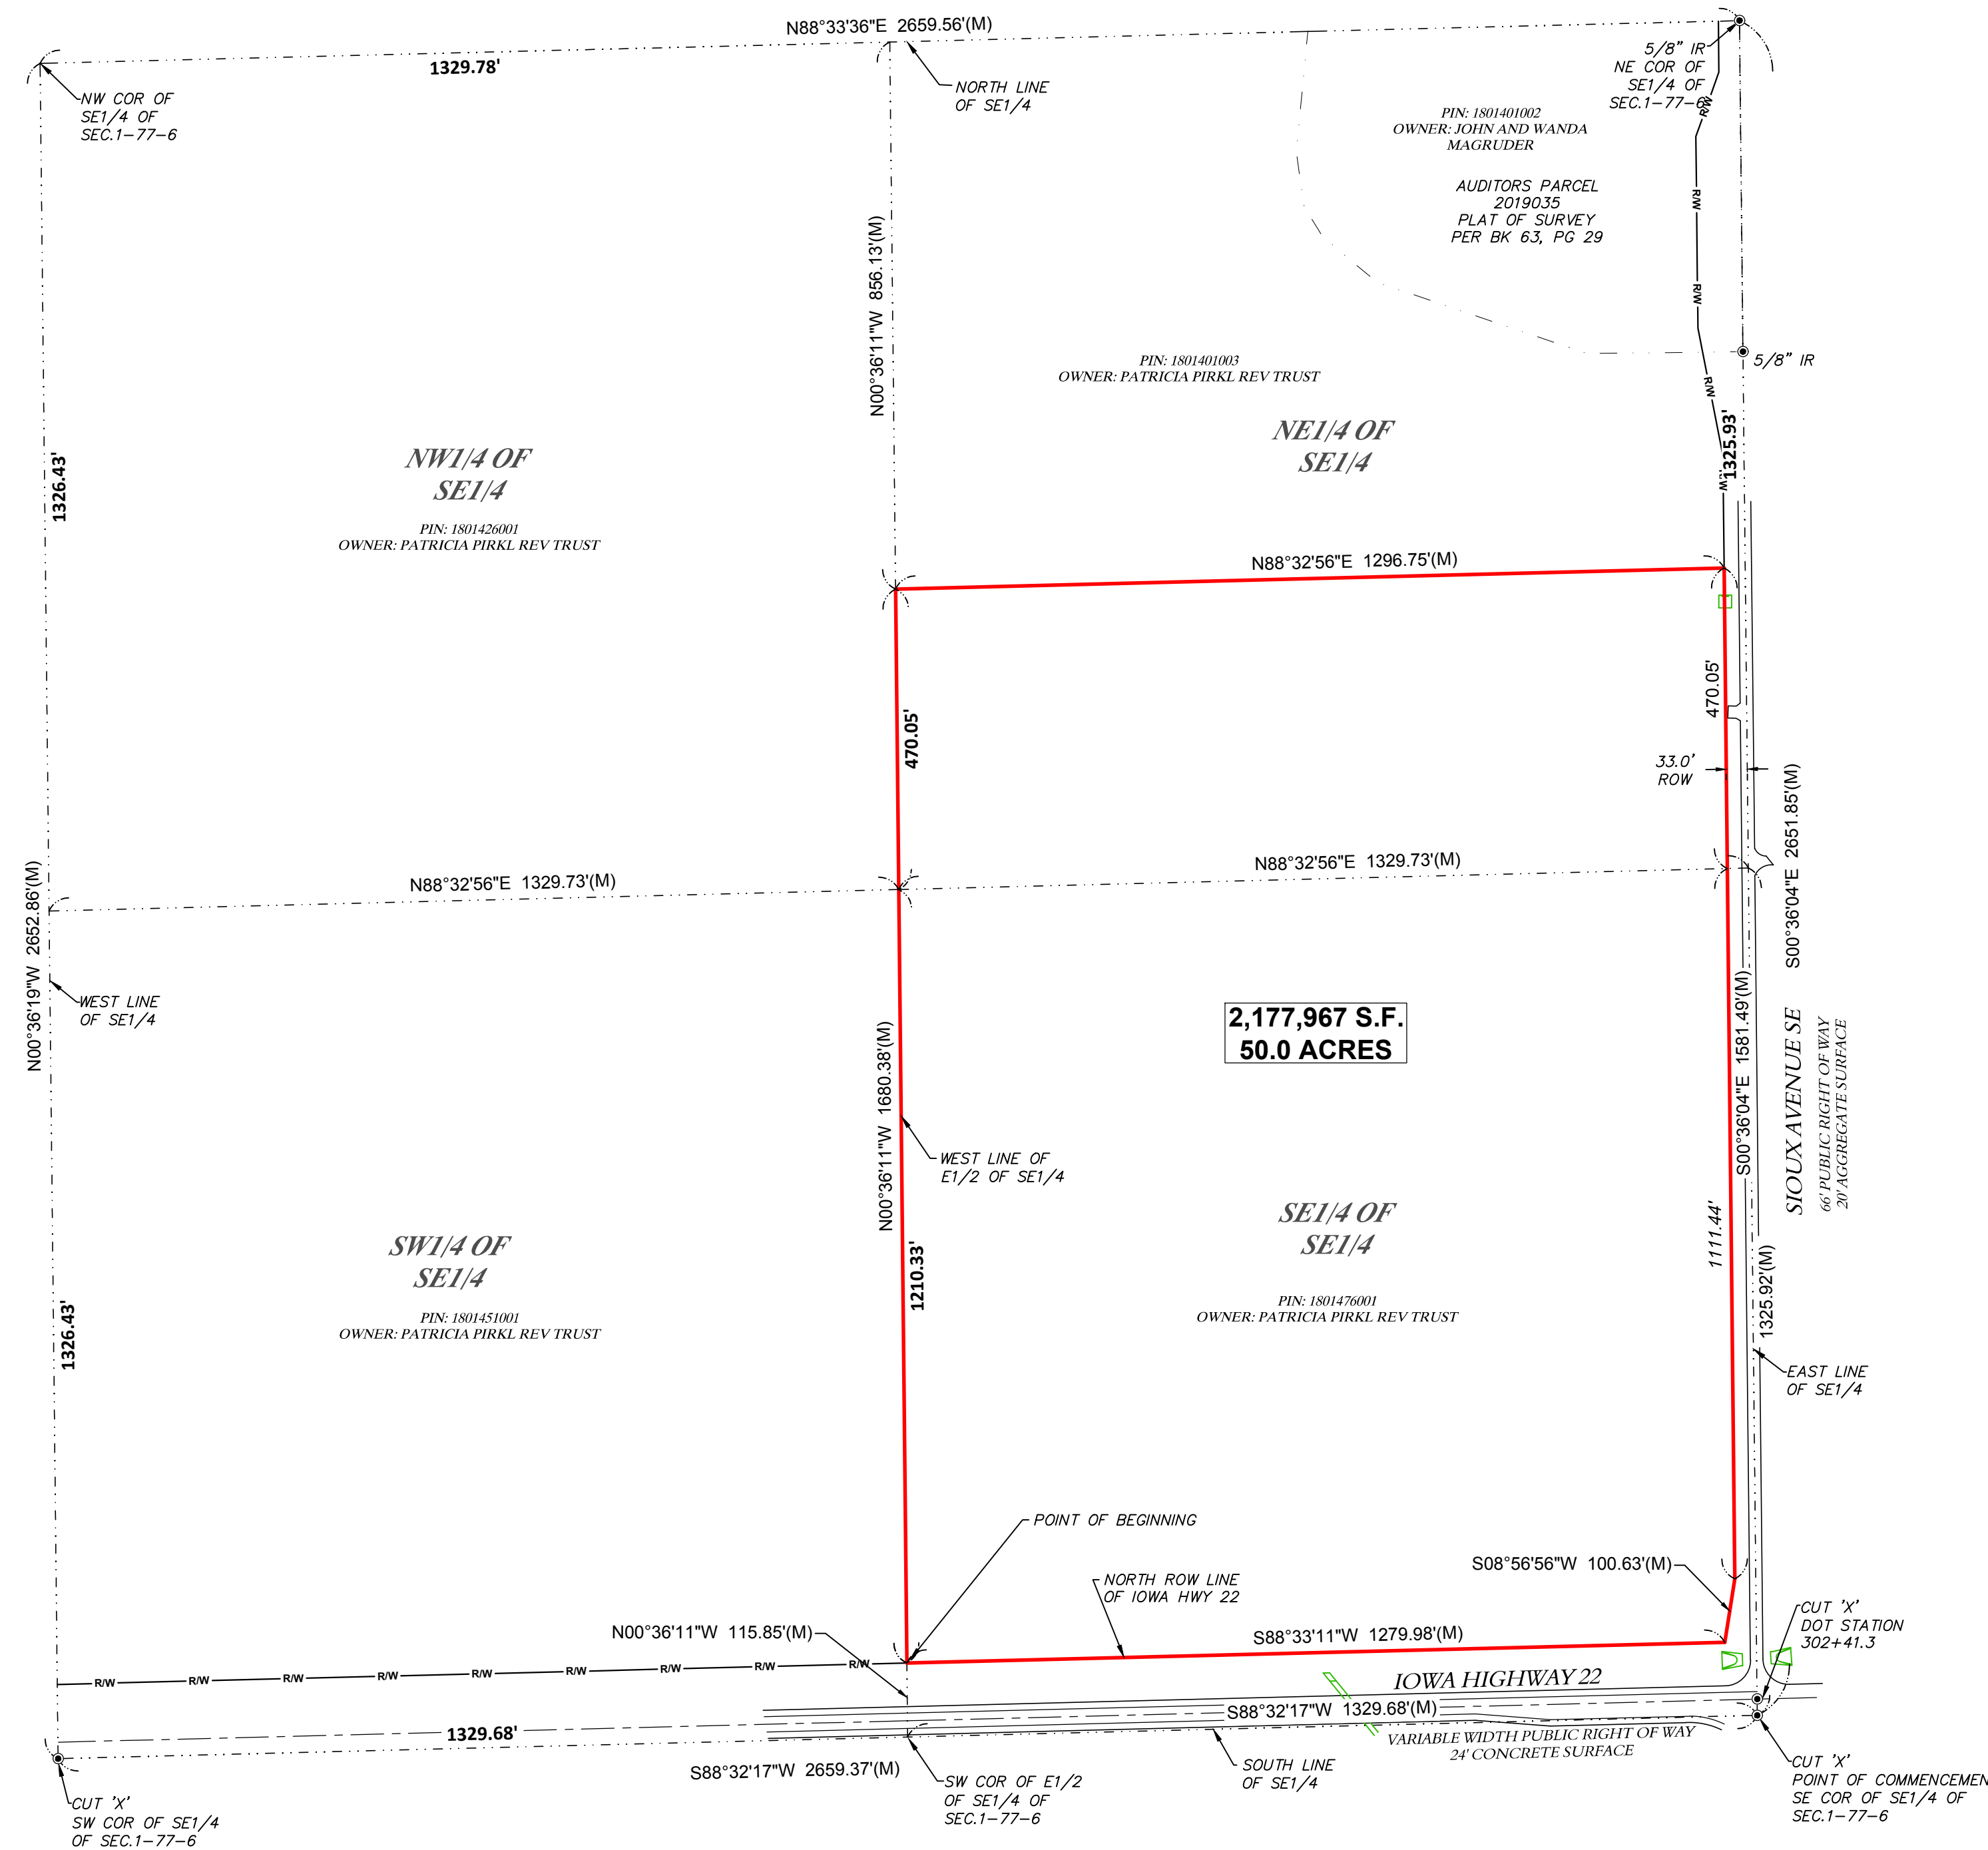 N88°33'36"E 2659.56'(M)
1329.78'
NW COR OF
SE1/4 OF
SEC.1-77-6
NORTH LINE
OF SE1/4
5/8" IR
NE COR OF
SE1/4 OF
SEC.1-77-6
PIN: 1801401002
OWNER: JOHN AND WANDA
MAGRUDER
AUDITORS PARCEL
2019035
PLAT OF SURVEY
PER BK 63, PG 29
R/W
R/W
R/W
R/W
R/W
5/8" IR
N00°36'11"W 856.13'(M)
PIN: 1801401003
OWNER: PATRICIA PIRKL REV TRUST
NE1/4 OF
SE1/4
1325.93'
NW1/4 OF
SE1/4
PIN: 1801426001
OWNER: PATRICIA PIRKL REV TRUST
1326.43'
N88°32'56"E 1296.75'(M)
470.05'
470.05'
33.0'
ROW
S00°36'04"E 2651.85'(M)
N88°32'56"E 1329.73'(M)
N88°32'56"E 1329.73'(M)
N00°36'19"W 2652.86'(M)
WEST LINE
OF SE1/4
2,177,967 S.F.
50.0 ACRES
S00°36'04"E 1581.49'(M)
SIOUX AVENUE SE
66' PUBLIC RIGHT OF WAY
20' AGGREGATE SURFACE
N00°36'11"W 1680.38'(M)
WEST LINE OF
E1/2 OF SE1/4
SE1/4 OF
SE1/4
PIN: 1801476001
OWNER: PATRICIA PIRKL REV TRUST
1111.44'
1210.33'
1325.92'(M)
SW1/4 OF
SE1/4
PIN: 1801451001
OWNER: PATRICIA PIRKL REV TRUST
1326.43'
EAST LINE
OF SE1/4
POINT OF BEGINNING
S08°56'56"W 100.63'(M)
NORTH ROW LINE
OF IOWA HWY 22
N00°36'11"W 115.85'(M)
S88°33'11"W 1279.98'(M)
CUT 'X'
DOT STATION
302+41.3
R/W
R/W
R/W
R/W
R/W
R/W
R/W
R/W
R/W
IOWA HIGHWAY 22
S88°32'17"W 1329.68'(M)
1329.68'
VARIABLE WIDTH PUBLIC RIGHT OF WAY
24' CONCRETE SURFACE
S88°32'17"W 2659.37'(M)
SW COR OF E1/2
OF SE1/4 OF
SEC.1-77-6
SOUTH LINE
OF SE1/4
CUT 'X'
POINT OF COMMENCEMEN
SE COR OF SE1/4 OF
SEC.1-77-6
CUT 'X'
SW COR OF SE1/4
OF SEC.1-77-6